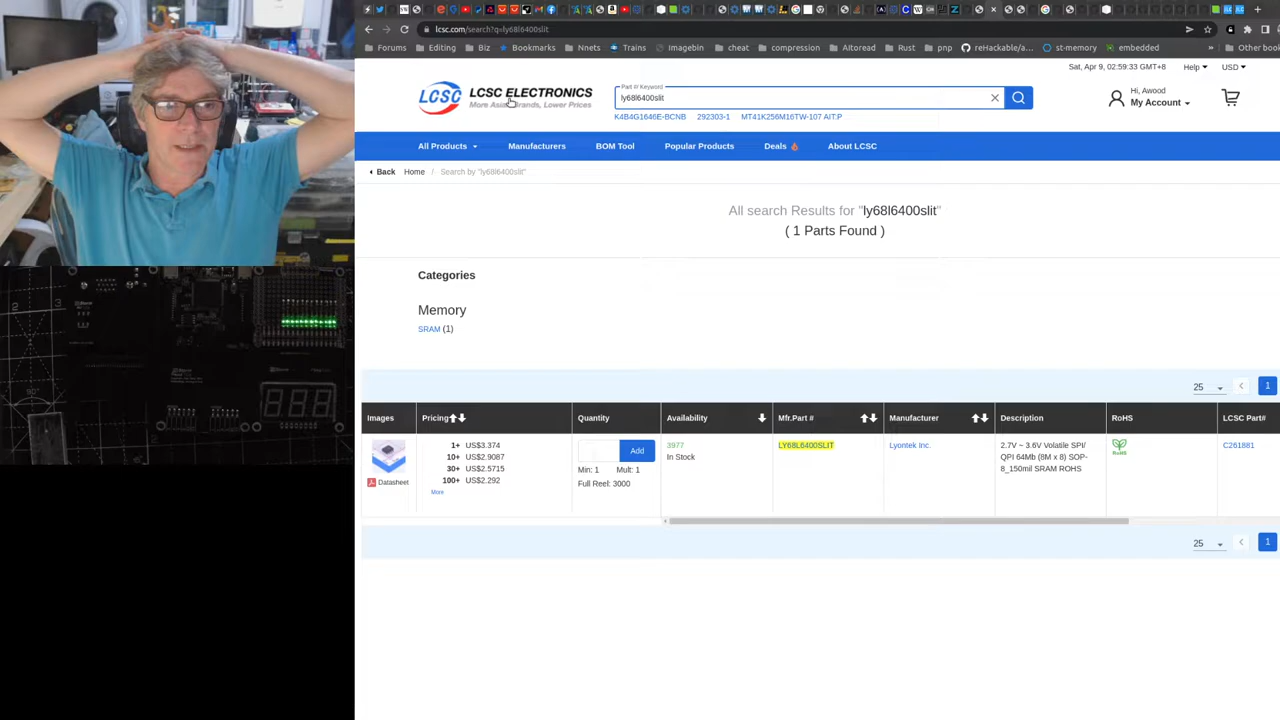 lcsc.com/search?q=ly68l6400slit
Forums Editing Biz Bookmarks Nnets Trains Imagebin cheat compression Altoread Rust pnp reHackable/a... st-memory embedded » Other book
Sat, Apr 9, 02:59:33 GMT+8 Help USD
LCSC LCSC ELECTRONICS
More Asian Brands, Lower Prices
Part #/ Keyword
ly68l6400slit
Hi, Awood
My Account
K4B4G1646E-BCNB 292303-1 MT41K256M16TW-107 AIT:P
All Products Manufacturers BOM Tool Popular Products Deals About LCSC
Back Home / Search by "ly68l6400slit"
All search Results for "ly68l6400slit"
( 1 Parts Found )
Categories
Memory
SRAM (1)
25 1
Images Pricing Quantity Availability Mfr.Part # Manufacturer Description RoHS LCSC Part#
1+ US$3.374
10+ US$2.9087
30+ US$2.5715
100+ US$2.292
More
Datasheet
Add
Min: 1 Mult: 1
Full Reel: 3000
3977
In Stock
LY68L6400SLIT
Lyontek Inc.
2.7V ~ 3.6V Volatile SPI/
QPI 64Mb (8M x 8) SOP-
8_150mil SRAM ROHS
RoHS
C261881
25 1